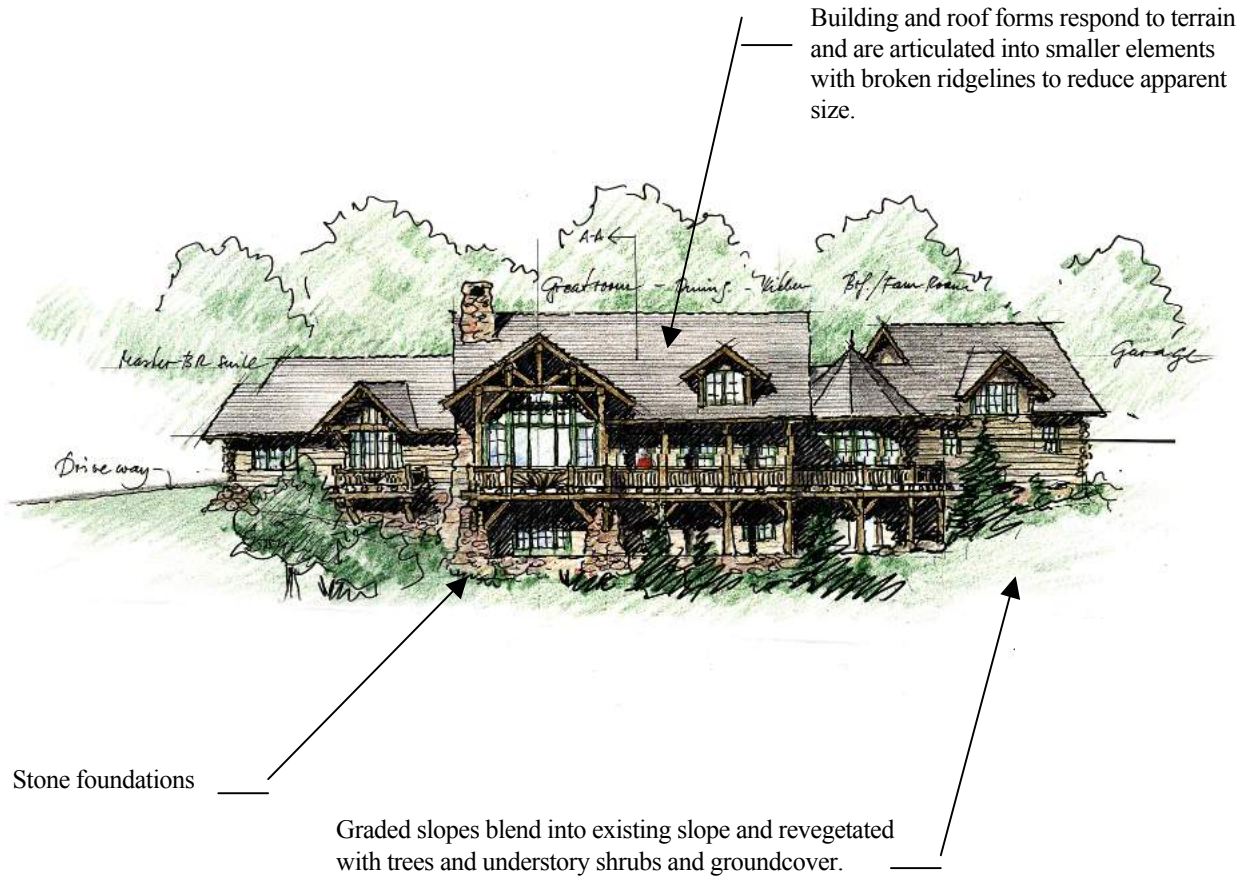 Building and roof forms respond to terrain
and are articulated into smaller elements
with broken ridgelines to reduce apparent
size.
A-A
Greatroom - Dining - Kitchen
Garage
Master BR Suite
Driveway
Stone foundations
Graded slopes blend into existing slope and revegetated
with trees and understory shrubs and groundcover.